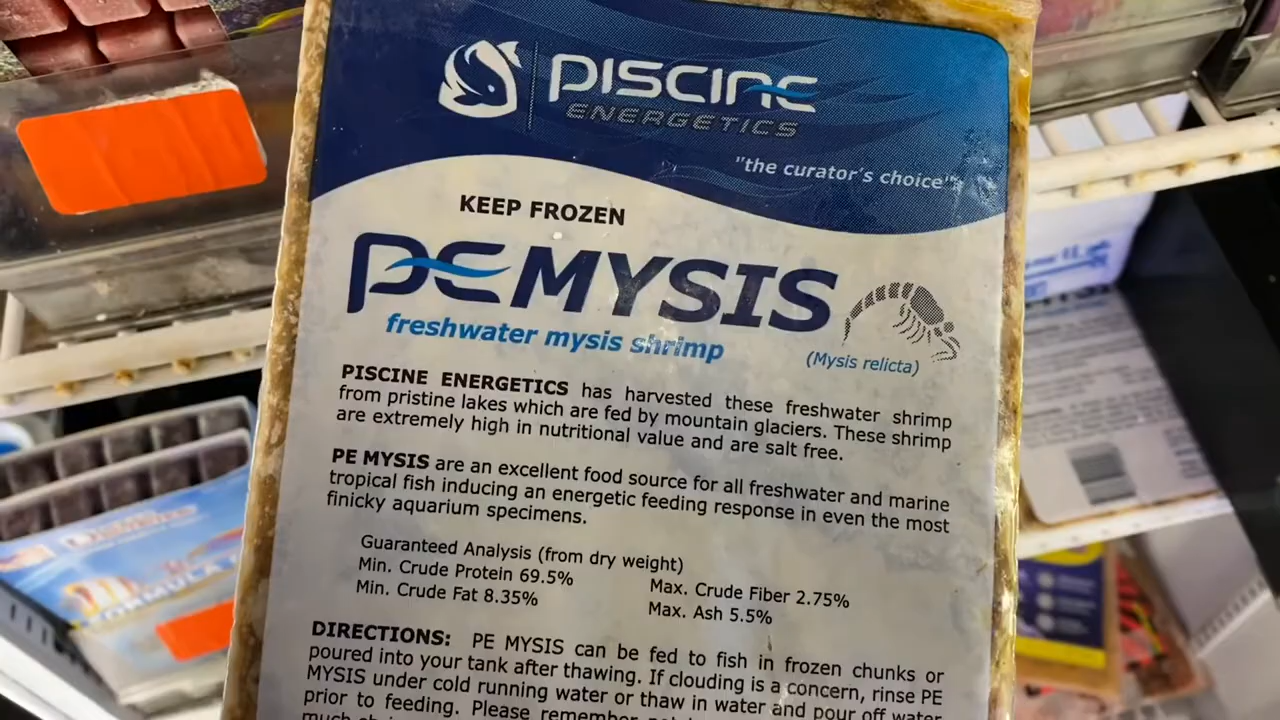 PISCINE
ENERGETICS
"the curator's choice"
KEEP FROZEN
PE MYSIS
freshwater mysis shrimp
(Mysis relicta)
PISCINE ENERGETICS has harvested these freshwater shrimp
from pristine lakes which are fed by mountain glaciers. These shrimp
are extremely high in nutritional value and are salt free.
PE MYSIS are an excellent food source for all freshwater and marine
tropical fish inducing an energetic feeding response in even the most
finicky aquarium specimens.
Guaranteed Analysis (from dry weight)
Min. Crude Protein 69.5%
Max. Crude Fiber 2.75%
Min. Crude Fat 8.35%
Max. Ash 5.5%
DIRECTIONS: PE MYSIS can be fed to fish in frozen chunks or
poured into your tank after thawing. If clouding is a concern, rinse PE
MYSIS under cold running water or thaw in water and pour off water
prior to feeding. Please remember
FORMULA